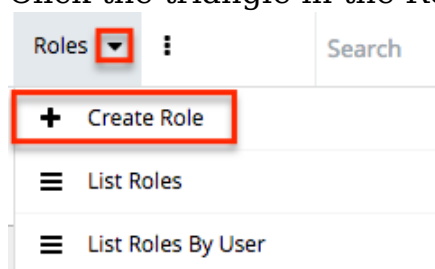 Click the triangle in the R
Roles
Search
Create Role
List Roles
List Roles By User